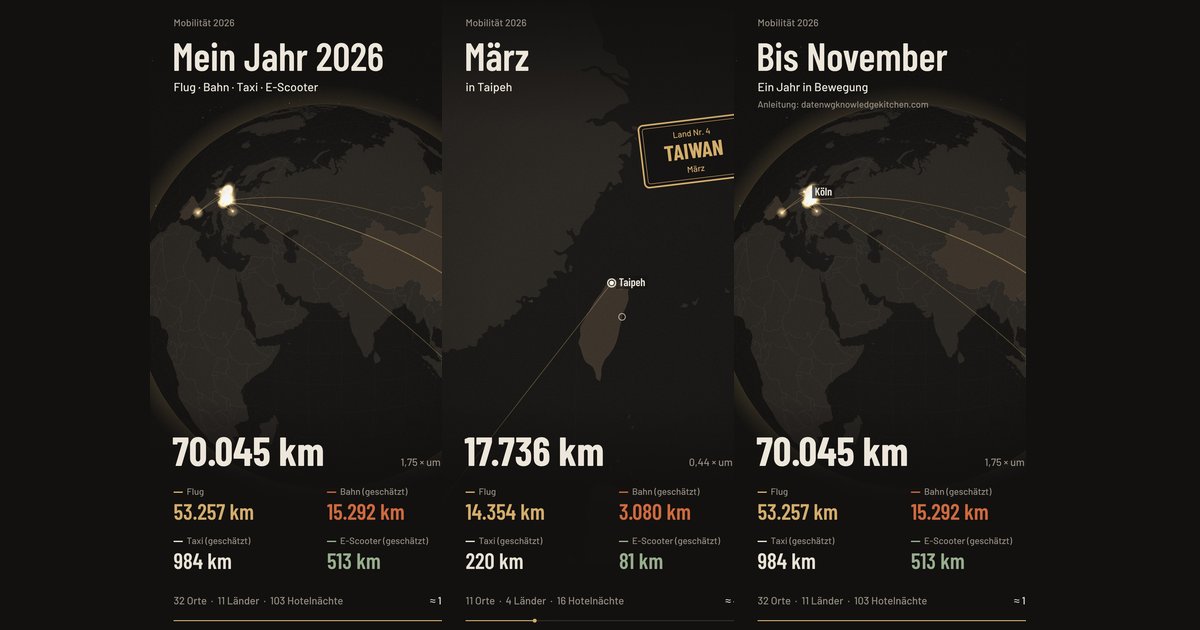 Mobilität 2026
Mein Jahr 2026
Flug · Bahn · Taxi · E-Scooter
70.045 km
1,75 × um
Flug
53.257 km
Bahn (geschätzt)
15.292 km
Taxi (geschätzt)
984 km
E-Scooter (geschätzt)
513 km
32 Orte · 11 Länder · 103 Hotelnächte
≈ 1
Mobilität 2026
März
in Taipeh
Land Nr. 4
TAIWAN
März
Taipeh
17.736 km
0,44 × um
Flug
14.354 km
Bahn (geschätzt)
3.080 km
Taxi (geschätzt)
220 km
E-Scooter (geschätzt)
81 km
11 Orte · 4 Länder · 16 Hotelnächte
≈
Mobilität 2026
Bis November
Ein Jahr in Bewegung
Anleitung: datenwgknowledgekitchen.com
Köln
70.045 km
1,75 × um
Flug
53.257 km
Bahn (geschätzt)
15.292 km
Taxi (geschätzt)
984 km
E-Scooter (geschätzt)
513 km
32 Orte · 11 Länder · 103 Hotelnächte
≈ 1